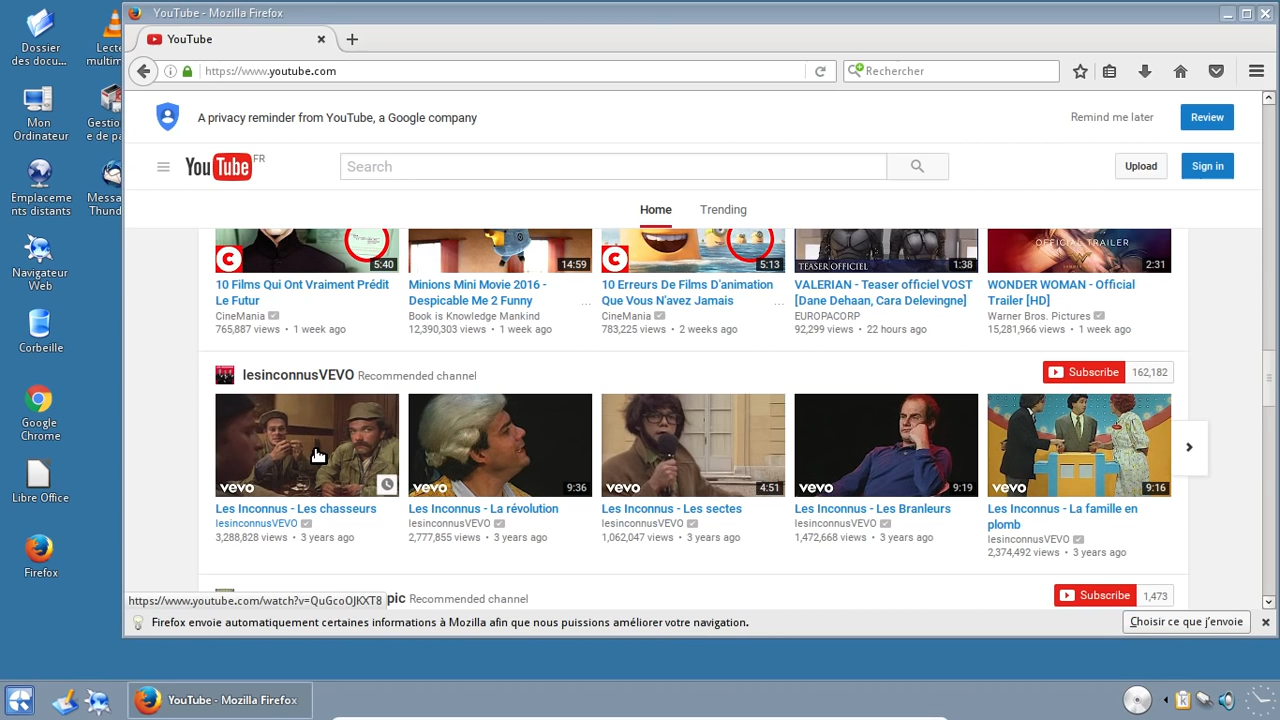 YouTube - Mozilla Firefox
YouTube
https://www.youtube.com
Rechercher
A privacy reminder from YouTube, a Google company
Remind me later
Review
YouTube FR
Search
Upload
Sign in
Home
Trending
C 5:40
14:59
C 5:13
TEASER OFFICIEL 1:38
OFFICIAL TRAILER
2:31
10 Films Qui Ont Vraiment Prédit
Le Futur
CineMania
765,887 views • 1 week ago
Minions Mini Movie 2016 -
Despicable Me 2 Funny ...
Book is Knowledge Mankind
12,390,303 views • 1 week ago
10 Erreurs De Films D'animation
Que Vous N'avez Jamais ...
CineMania
783,225 views • 2 weeks ago
VALERIAN - Teaser officiel VOST
[Dane Dehaan, Cara Delevingne]
EUROPACORP
92,299 views • 22 hours ago
WONDER WOMAN - Official
Trailer [HD]
Warner Bros. Pictures
15,281,966 views • 1 week ago
lesinconnusVEVO Recommended channel
Subscribe 162,182
vevo
vevo 9:36
vevo 4:51
vevo 9:19
vevo 9:16
Les Inconnus - Les chasseurs
lesinconnusVEVO
3,288,828 views • 3 years ago
Les Inconnus - La révolution
lesinconnusVEVO
2,777,855 views • 3 years ago
Les Inconnus - Les sectes
lesinconnusVEVO
1,062,047 views • 3 years ago
Les Inconnus - Les Branleurs
lesinconnusVEVO
1,472,668 views • 3 years ago
Les Inconnus - La famille en
plomb
lesinconnusVEVO
2,374,492 views • 3 years ago
pic Recommended channel
Subscribe 1,473
Firefox envoie automatiquement certaines informations à Mozilla afin que nous puissions améliorer votre navigation.
Choisir ce que j'envoie
Dossier
des docu...
Lecte
multim
Mon
Ordinateur
Gestio
e de pa
Emplaceme
nts distants
Messa
Thund
Navigateur
Web
Corbeille
Google
Chrome
Libre Office
Firefox
YouTube - Mozilla Firefox